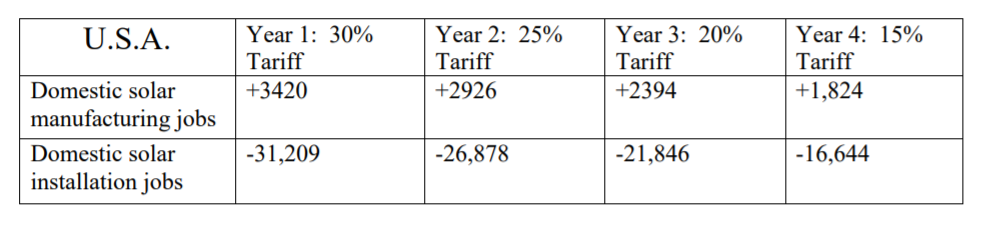 U.S.A.
Year 1: 30%
Tariff
Year 2: 25%
Tariff
Year 3: 20%
Tariff
Year 4: 15%
Tariff
Domestic solar
manufacturing jobs
+3420
+2926
+2394
+1,824
Domestic solar
installation jobs
-31,209
-26,878
-21,846
-16,644